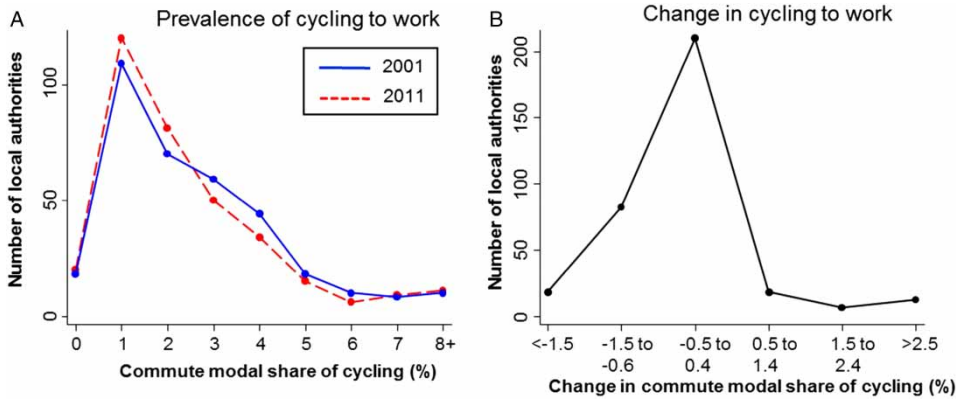 A
Prevalence of cycling to work
Number of local authorities
100
50
0
2001
2011
0 1 2 3 4 5 6 7 8+
Commute modal share of cycling (%)
B
Change in cycling to work
Number of local authorities
200
150
100
50
0
<-1.5 -1.5 to -0.5 to 0.5 to 1.5 to >2.5
-0.6 0.4 1.4 2.4
Change in commute modal share of cycling (%)